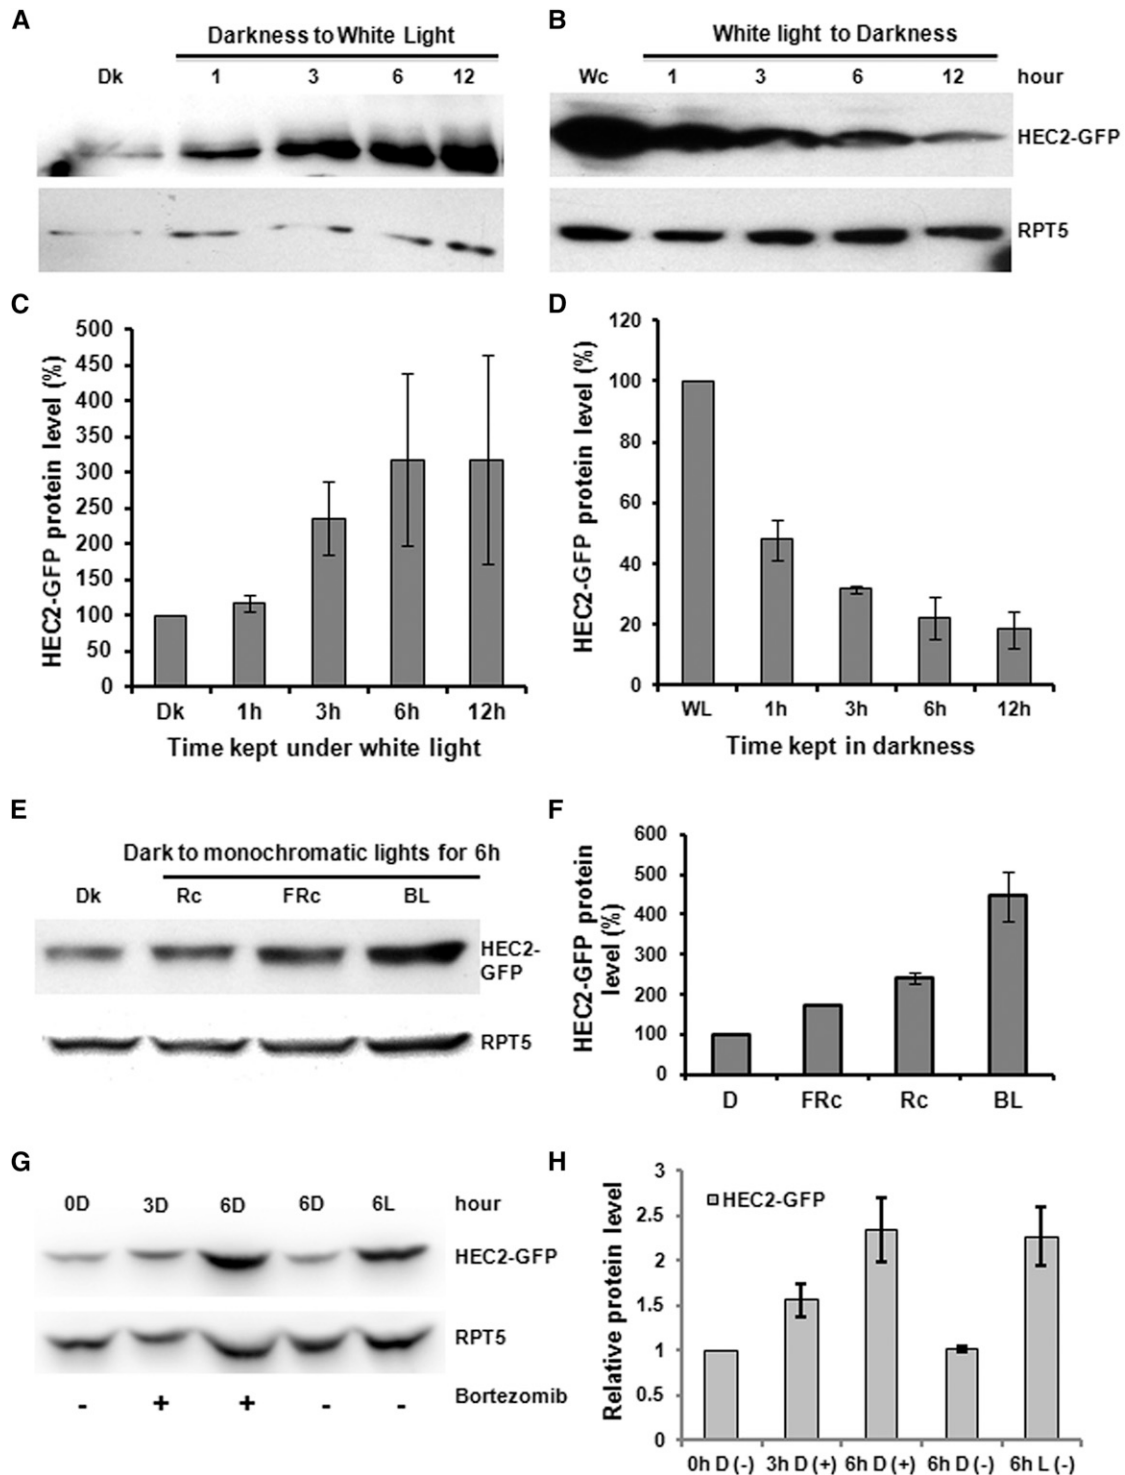 A
Darkness to White Light
Dk 1 3 6 12
B
White light to Darkness
Wc 1 3 6 12 hour
HEC2-GFP
RPT5
C
HEC2-GFP protein level (%)
500
450
400
350
300
250
200
150
100
50
0
Dk 1h 3h 6h 12h
Time kept under white light
D
HEC2-GFP protein level (%)
120
100
80
60
40
20
0
WL 1h 3h 6h 12h
Time kept in darkness
E
Dark to monochromatic lights for 6h
Dk Rc FRc BL
HEC2-
GFP
RPT5
F
HEC2-GFP protein
level (%)
600
500
400
300
200
100
0
D FRc Rc BL
G
0D 3D 6D 6D 6L hour
HEC2-GFP
RPT5
- + + - - Bortezomib
H
Relative protein level
3
2.5
2
1.5
1
0.5
0
HEC2-GFP
0h D (-) 3h D (+) 6h D (+) 6h D (-) 6h L (-)